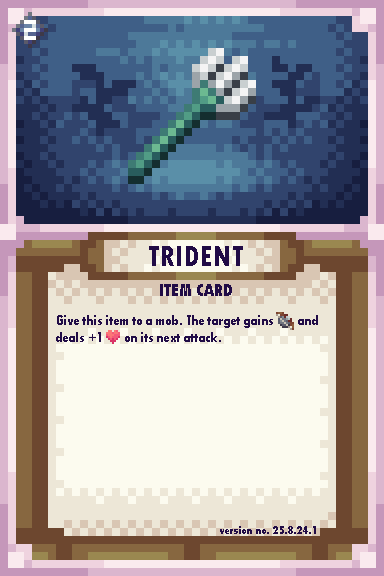 2
TRIDENT
ITEM CARD
Give this item to a mob. The target gains and
deals +1 on its next attack.
version no. 25.8.24.1